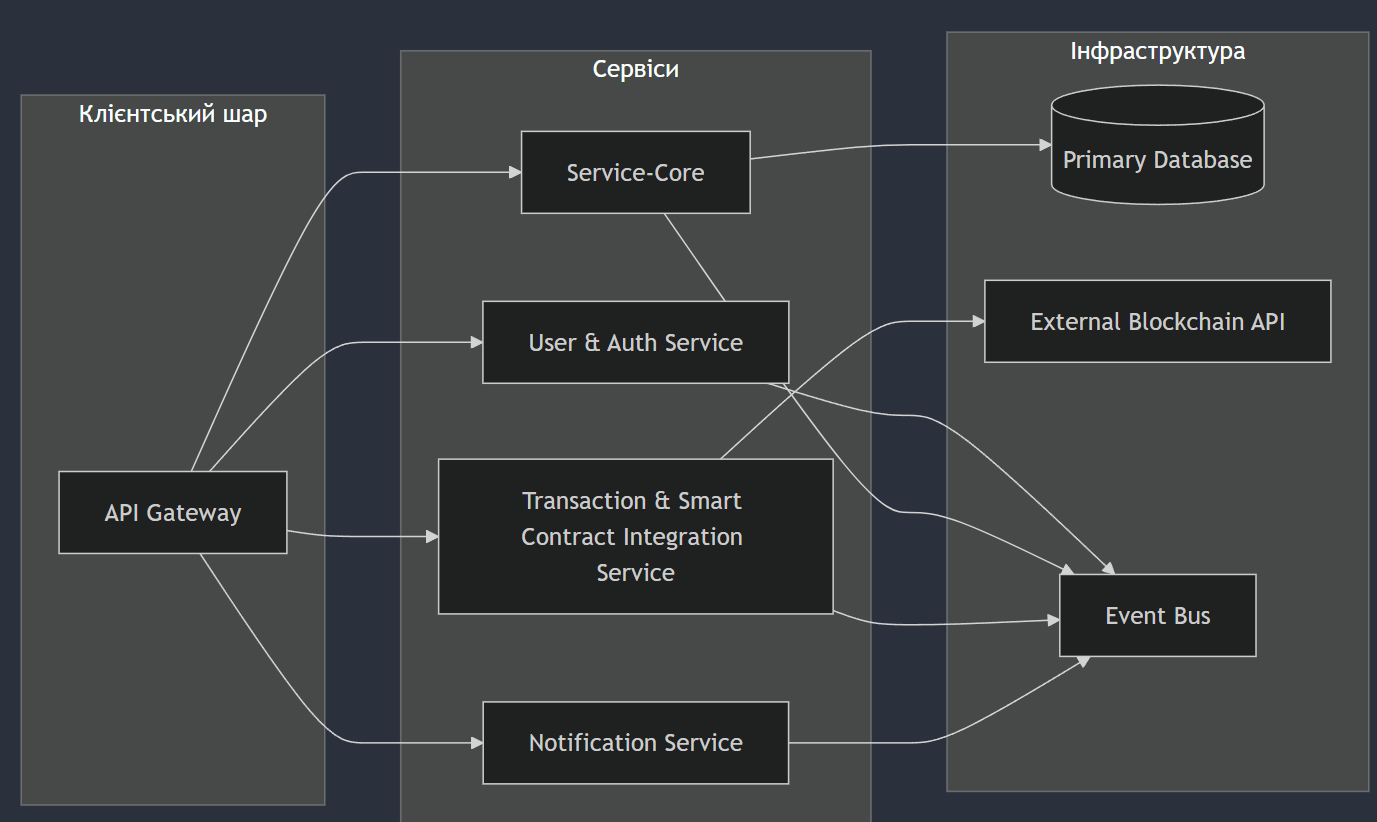 Клієнтський шар
API Gateway
Сервіси
Service-Core
User & Auth Service
Transaction & Smart
Contract Integration
Service
Notification Service
Інфраструктура
Primary Database
External Blockchain API
Event Bus